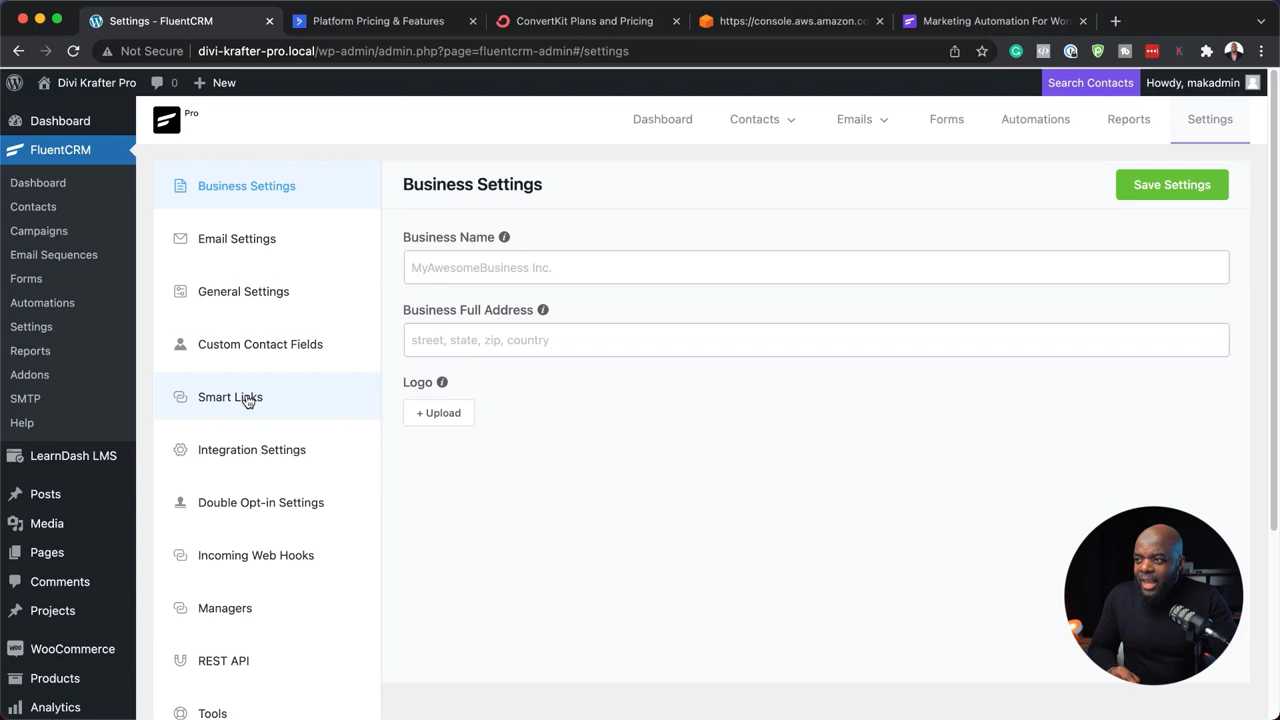 Settings - FluentCRM
Platform Pricing & Features
ConvertKit Plans and Pricing
https://console.aws.amazon.co
Marketing Automation For Wor
Not Secure
divi-krafter-pro.local/wp-admin/admin.php?page=fluentcrm-admin#/settings
Divi Krafter Pro
0
New
Search Contacts
Howdy, makadmin
Dashboard
FluentCRM
Dashboard
Contacts
Campaigns
Email Sequences
Forms
Automations
Settings
Reports
Addons
SMTP
Help
LearnDash LMS
Posts
Media
Pages
Comments
Projects
WooCommerce
Products
Analytics
Pro
Dashboard
Contacts
Emails
Forms
Automations
Reports
Settings
Business Settings
Email Settings
General Settings
Custom Contact Fields
Smart Links
Integration Settings
Double Opt-in Settings
Incoming Web Hooks
Managers
REST API
Tools
Business Settings
Save Settings
Business Name
MyAwesomeBusiness Inc.
Business Full Address
street, state, zip, country
Logo
+ Upload